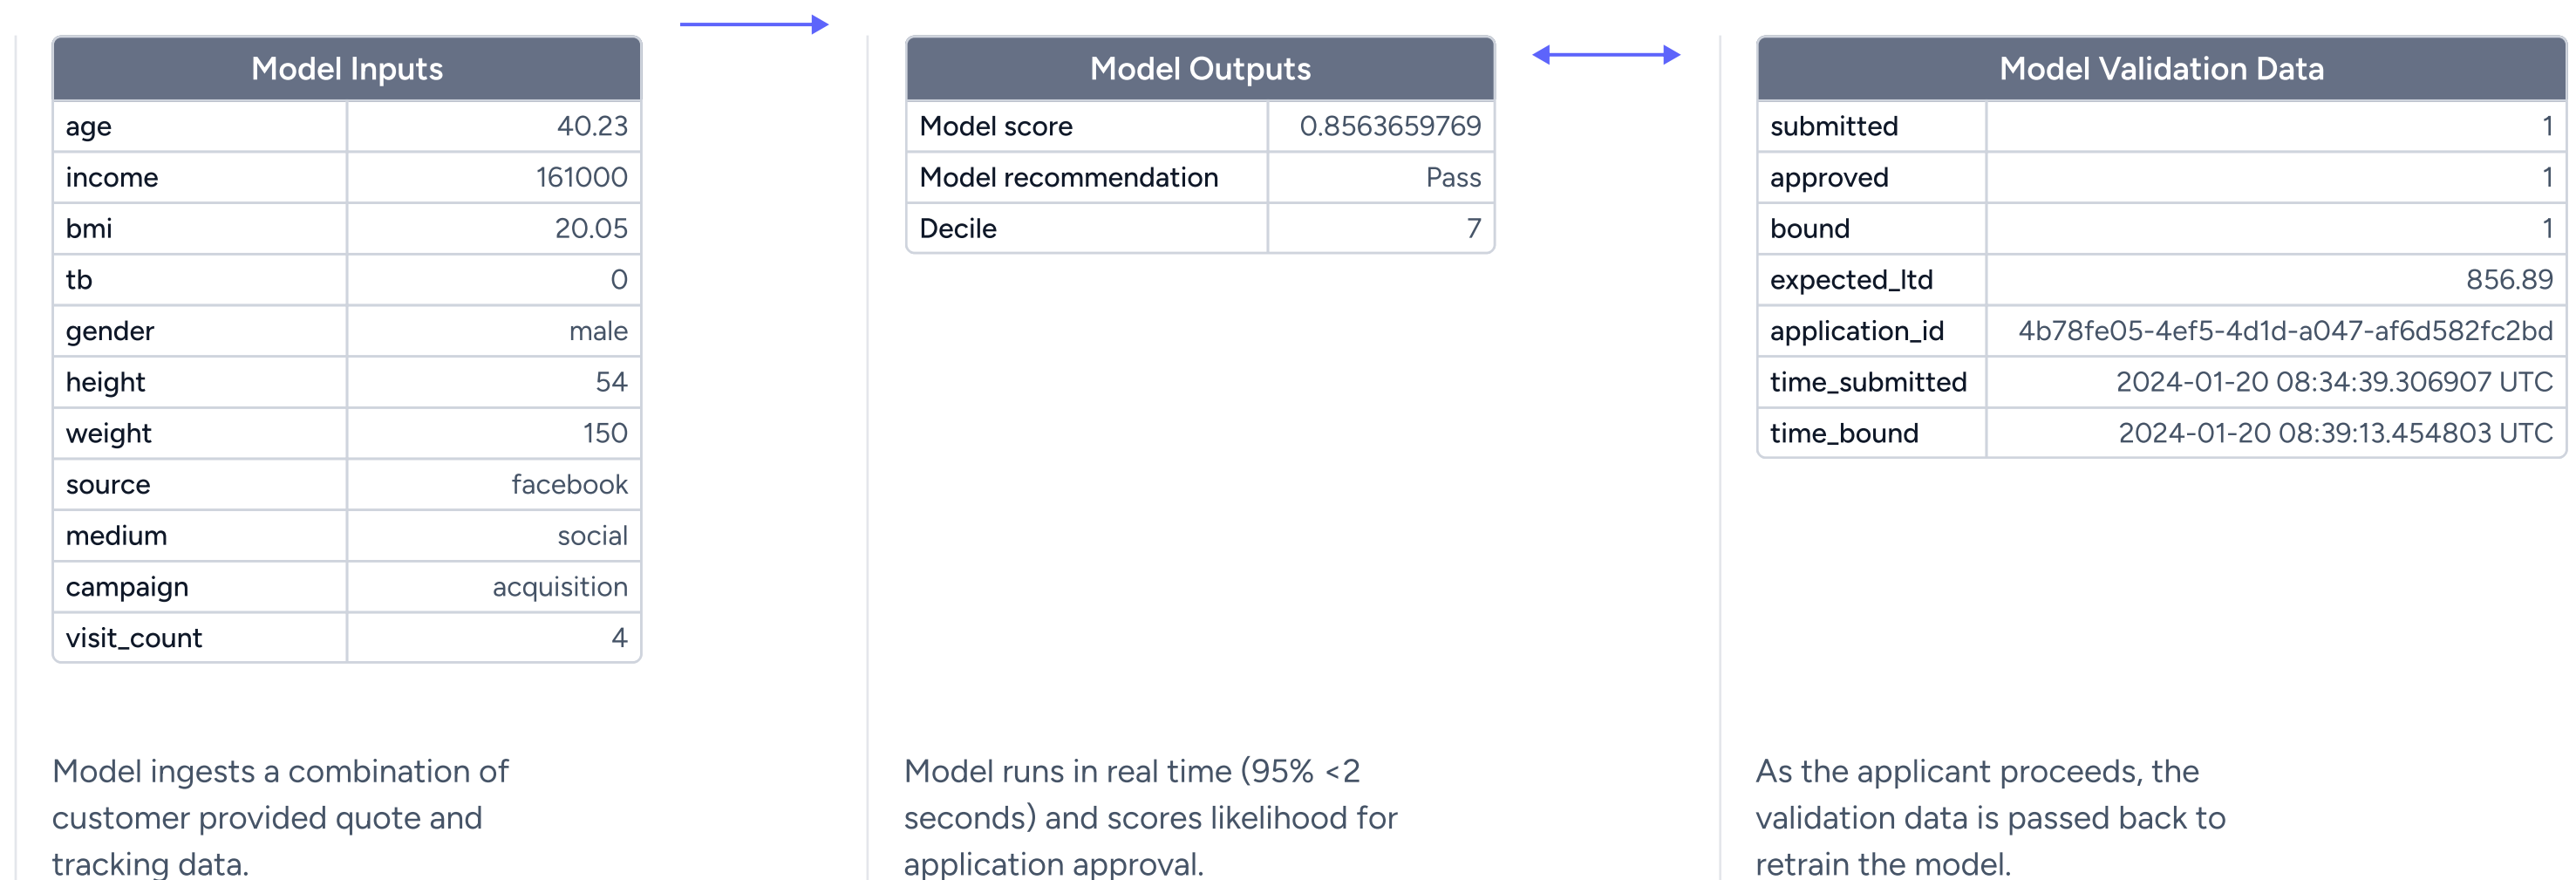 Model Inputs
age 40.23
income 161000
bmi 20.05
tb 0
gender male
height 54
weight 150
source facebook
medium social
campaign acquisition
visit_count 4
Model ingests a combination of
customer provided quote and
tracking data.
Model Outputs
Model score 0.8563659769
Model recommendation Pass
Decile 7
Model runs in real time (95% <2
seconds) and scores likelihood for
application approval.
Model Validation Data
submitted 1
approved 1
bound 1
expected_ltd 856.89
application_id 4b78fe05-4ef5-4d1d-a047-af6d582fc2bd
time_submitted 2024-01-20 08:34:39.306907 UTC
time_bound 2024-01-20 08:39:13.454803 UTC
As the applicant proceeds, the
validation data is passed back to
retrain the model.